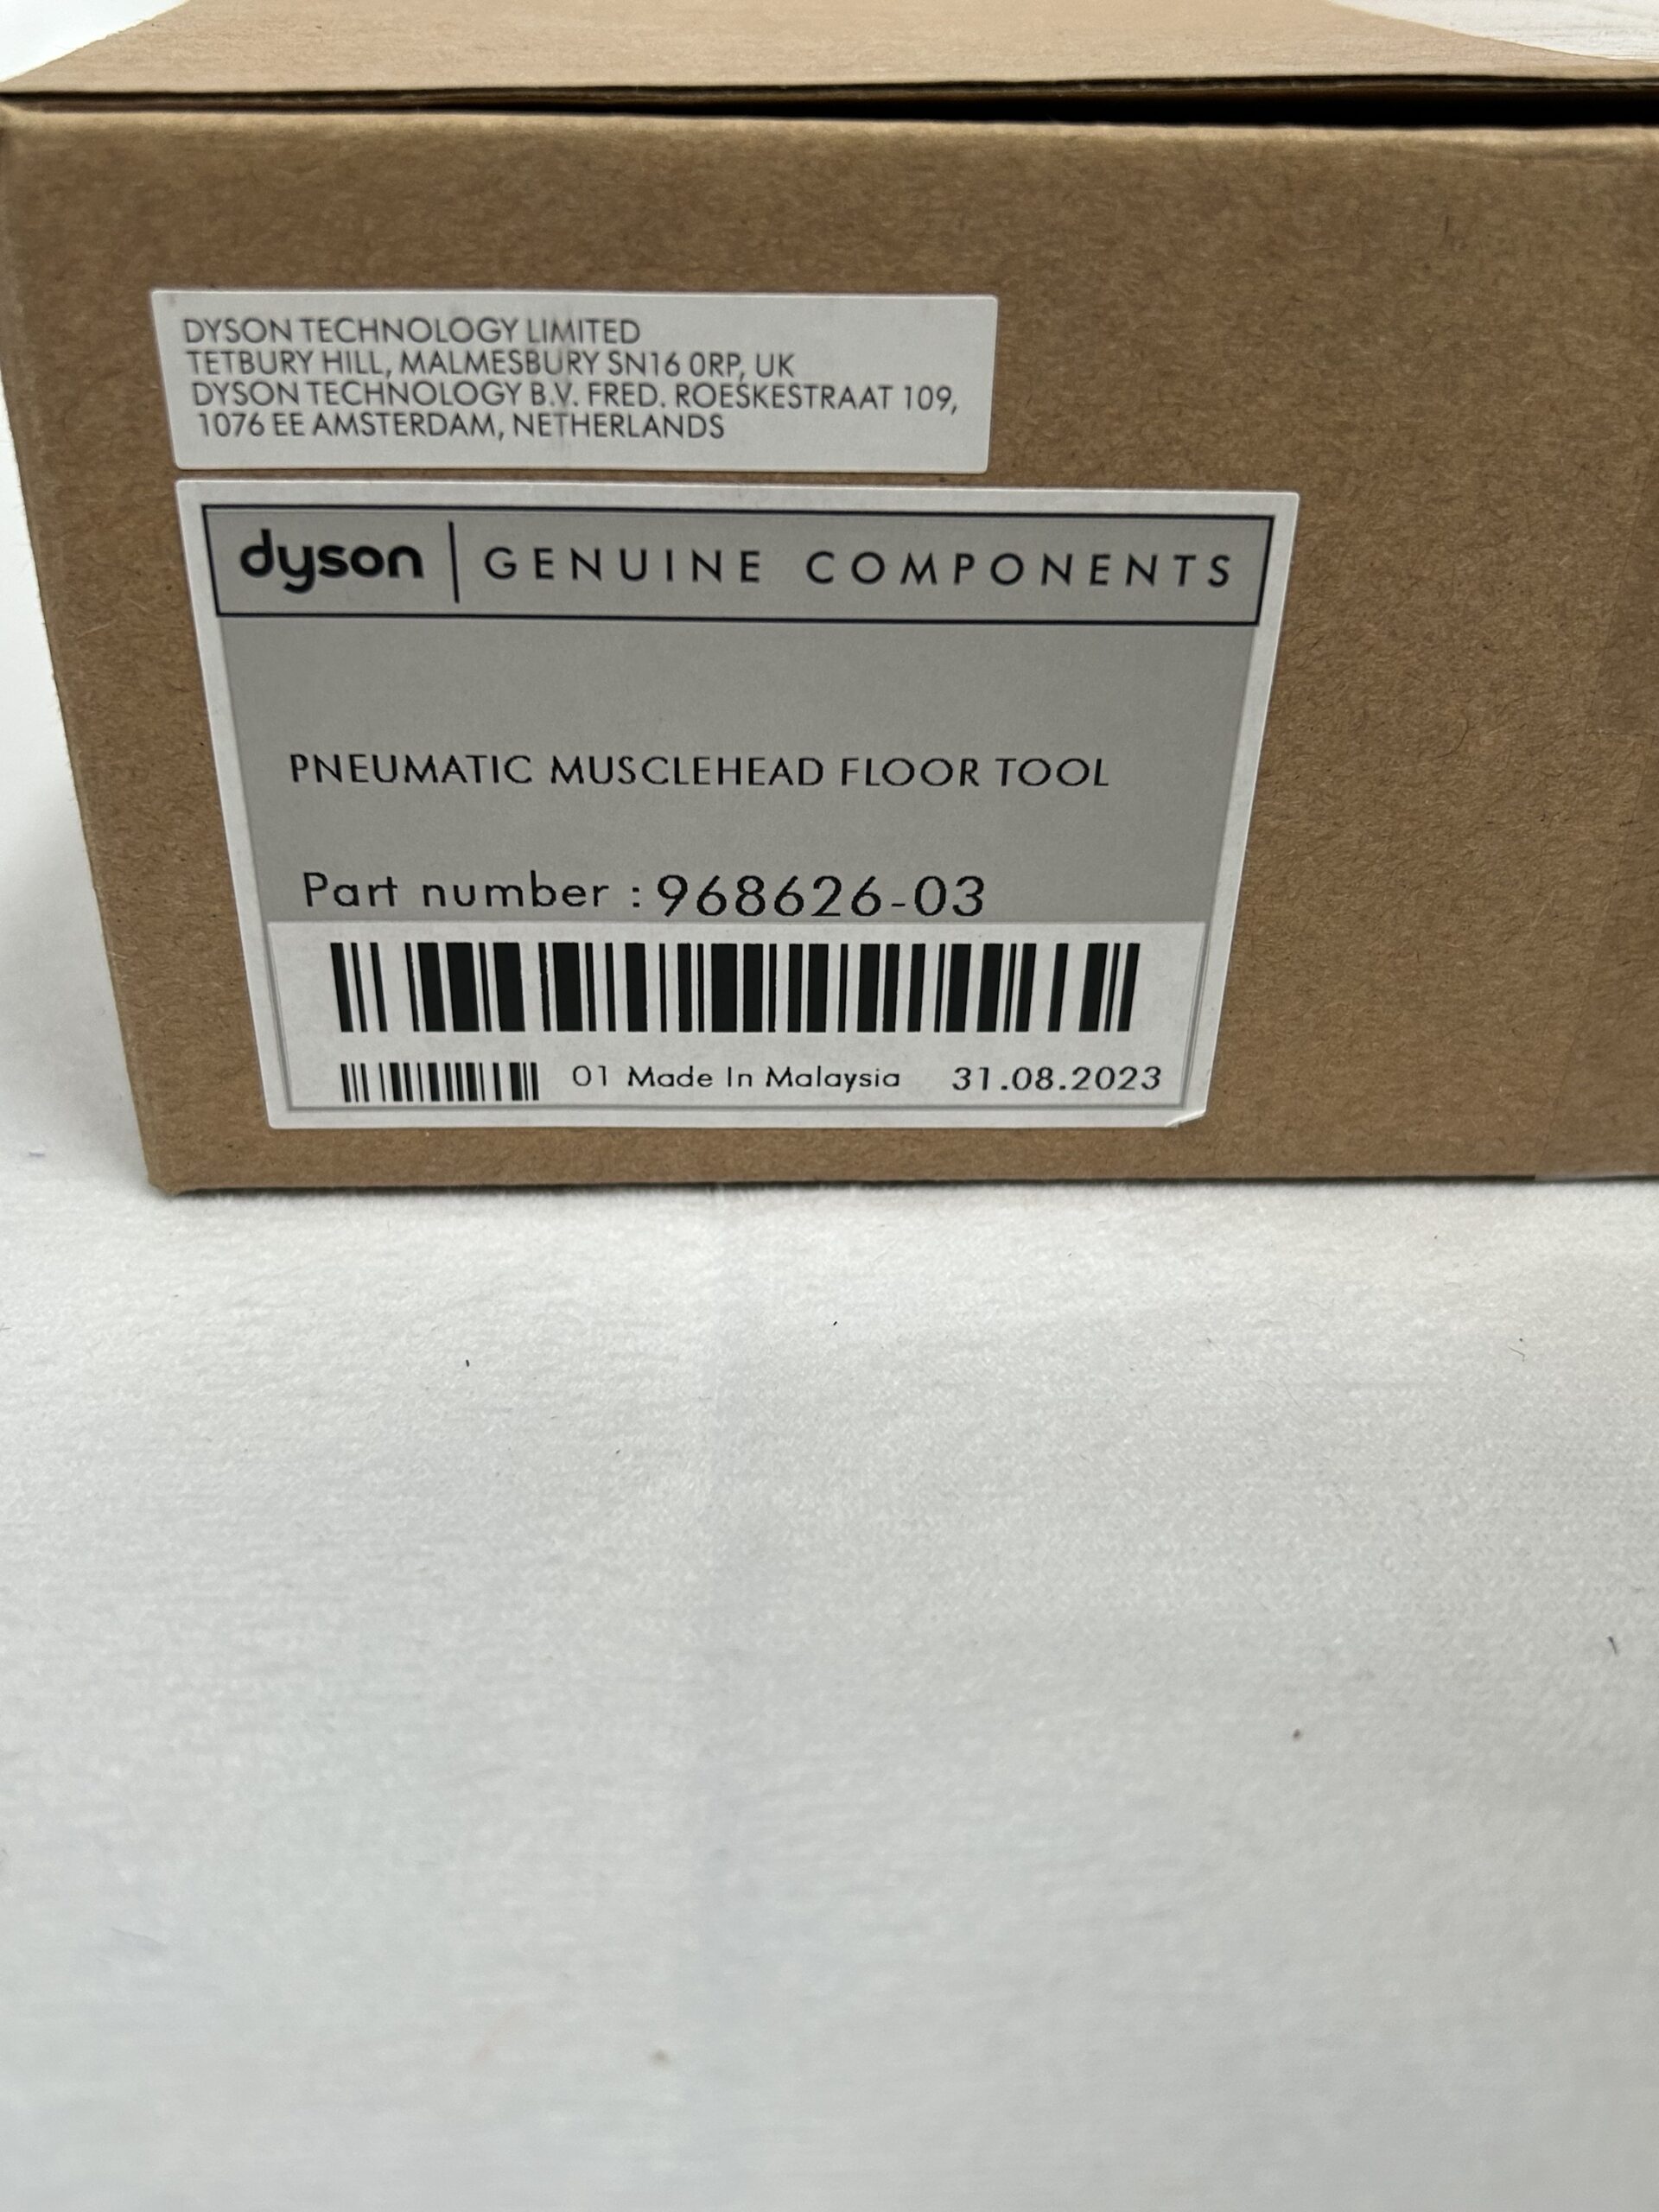 DYSON TECHNOLOGY LIMITED
TETBURY HILL, MALMESBURY SN16 0RP, UK
DYSON TECHNOLOGY B.V. FRED. ROESKESTRAAT 109,
1076 EE AMSTERDAM, NETHERLANDS
dyson | GENUINE COMPONENTS
PNEUMATIC MUSCLEHEAD FLOOR TOOL
Part number : 968626-03
01 Made In Malaysia 31.08.2023